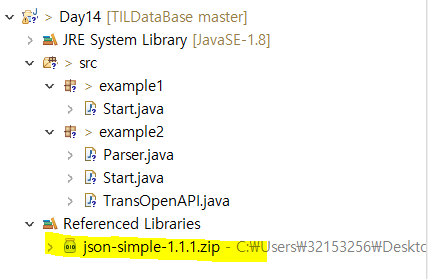 > Day14 [TILDataBase master]
> JRE System Library [JavaSE-1.8]
> src
> example1
> Start.java
> example2
> Parser.java
> Start.java
> TransOpenAPI.java
Referenced Libraries
> json-simple-1.1.1.zip - C:₩Users₩32153256₩Deskto